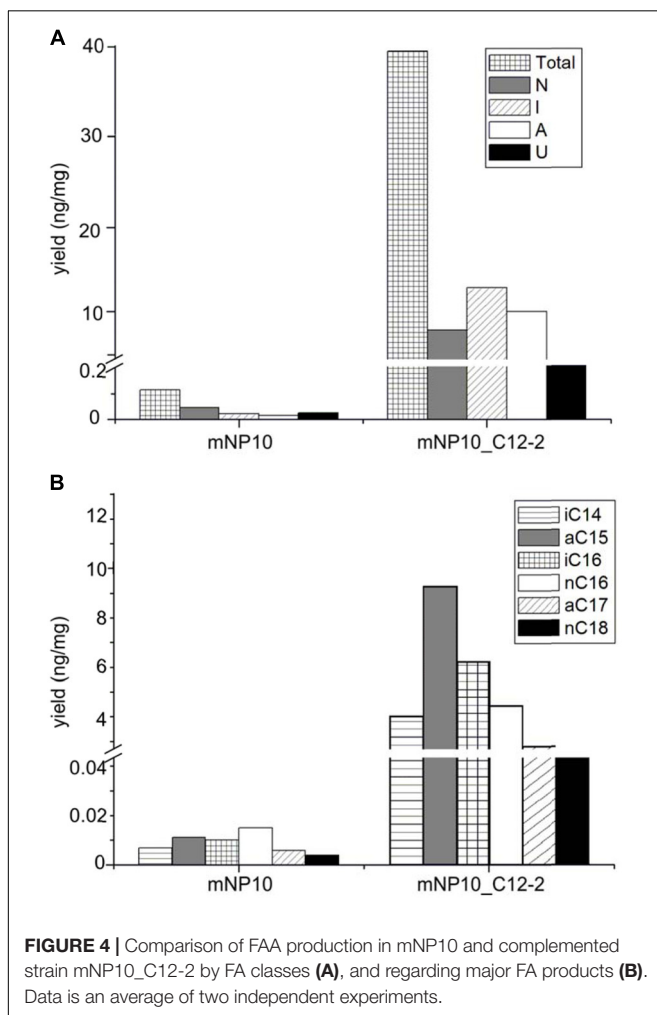 A
40
30
20
10
0.2
0
yield (ng/mg)
Total
N
I
A
U
mNP10
mNP10_C12-2
B
12
10
8
6
4
0.04
0.02
0
yield (ng/mg)
iC14
aC15
iC16
nC16
aC17
nC18
mNP10
mNP10_C12-2
FIGURE 4 | Comparison of FAA production in mNP10 and complemented
strain mNP10_C12-2 by FA classes (A), and regarding major FA products (B).
Data is an average of two independent experiments.